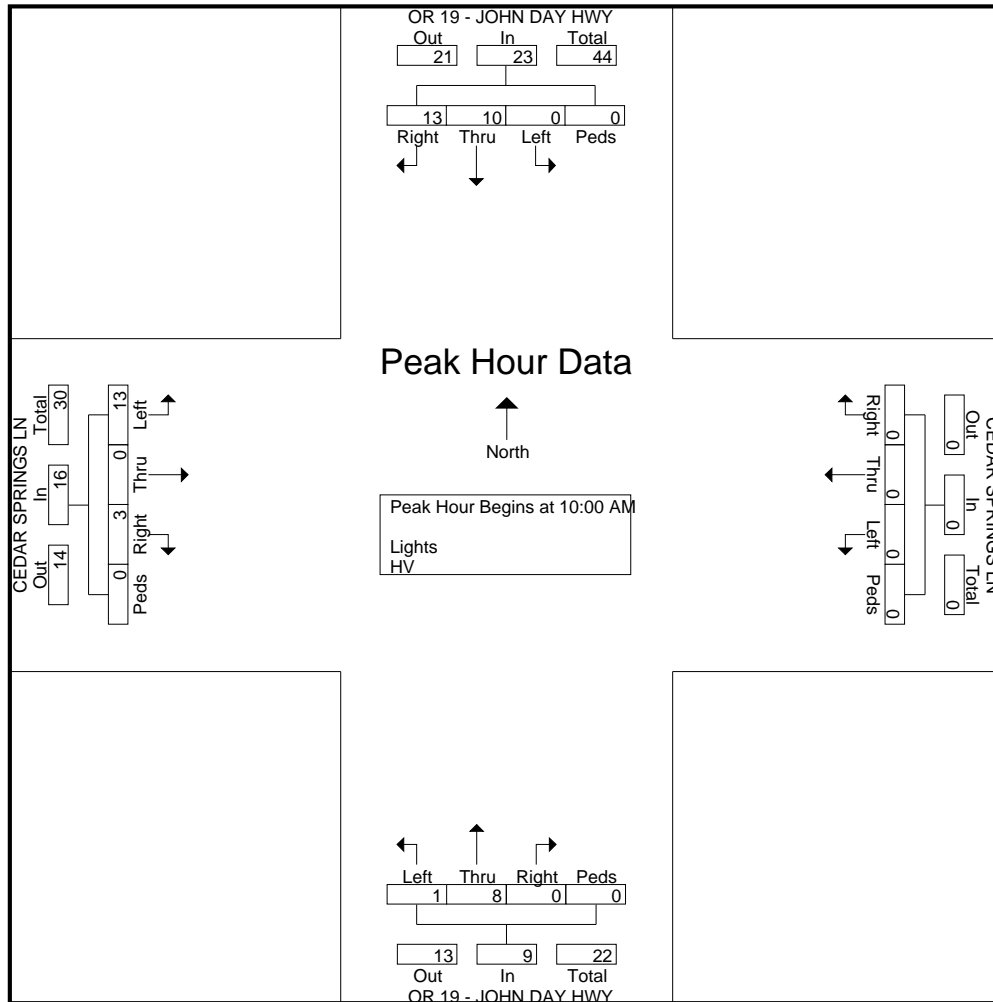 OR 19 - JOHN DAY HWY
Out In Total
21 23 44
13 10 0 0
Right Thru Left Peds
Peak Hour Data
North
Peak Hour Begins at 10:00 AM
Lights
HV
CEDAR SPRINGS LN
Total In Out
30 16 14
13 0 3 0
Left Thru Right Peds
Right Thru Left Peds
0 0 0 0
Out In Total
0 0 0
CEDAR SPRINGS LN
Left Thru Right Peds
1 8 0 0
13 9 22
Out In Total
OR 19 - JOHN DAY HWY